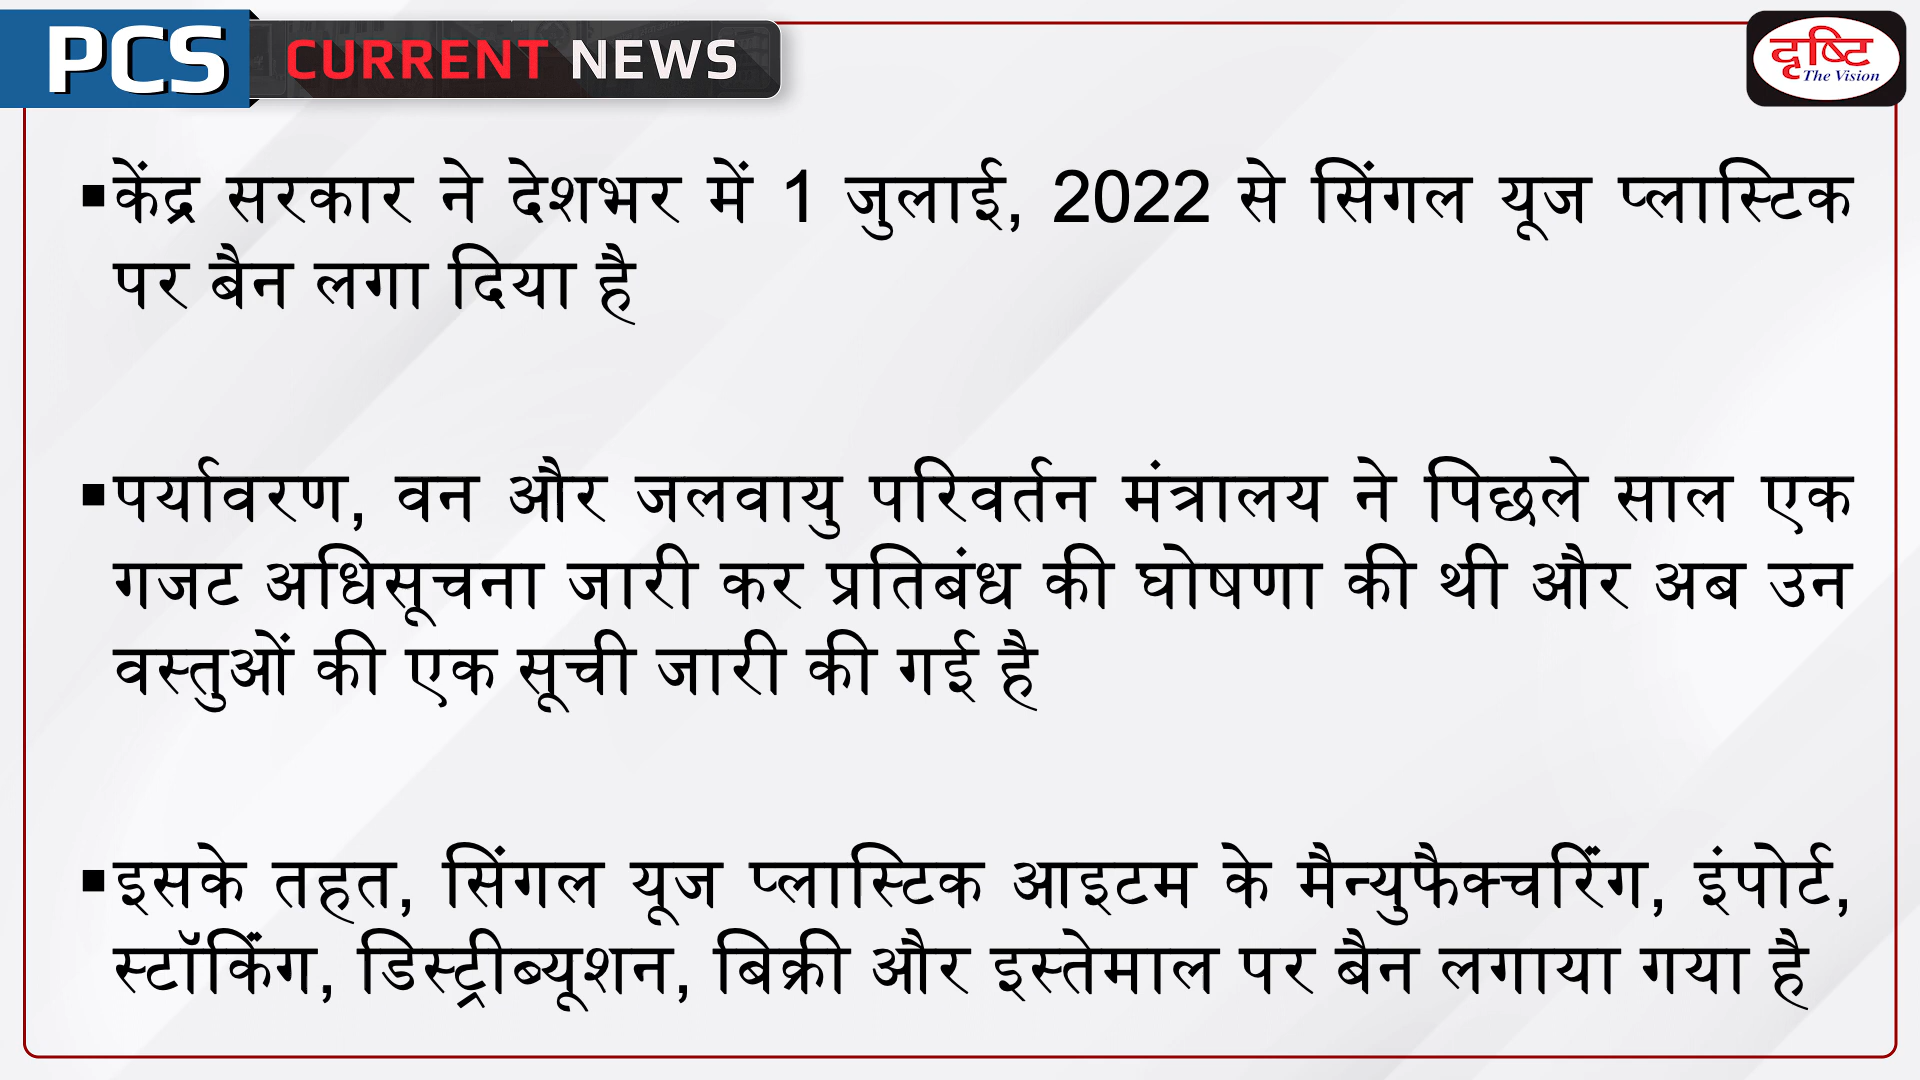 PCS CURRENT NEWS
दृष्टि
The Vision
▪केंद्र सरकार ने देशभर में 1 जुलाई, 2022 से सिंगल यूज प्लास्टिक
पर बैन लगा दिया है
▪पर्यावरण, वन और जलवायु परिवर्तन मंत्रालय ने पिछले साल एक
गजट अधिसूचना जारी कर प्रतिबंध की घोषणा की थी और अब उन
वस्तुओं की एक सूची जारी की गई है
▪इसके तहत, सिंगल यूज प्लास्टिक आइटम के मैन्युफैक्चरिंग, इंपोर्ट,
स्टॉकिंग, डिस्ट्रीब्यूशन, बिक्री और इस्तेमाल पर बैन लगाया गया है